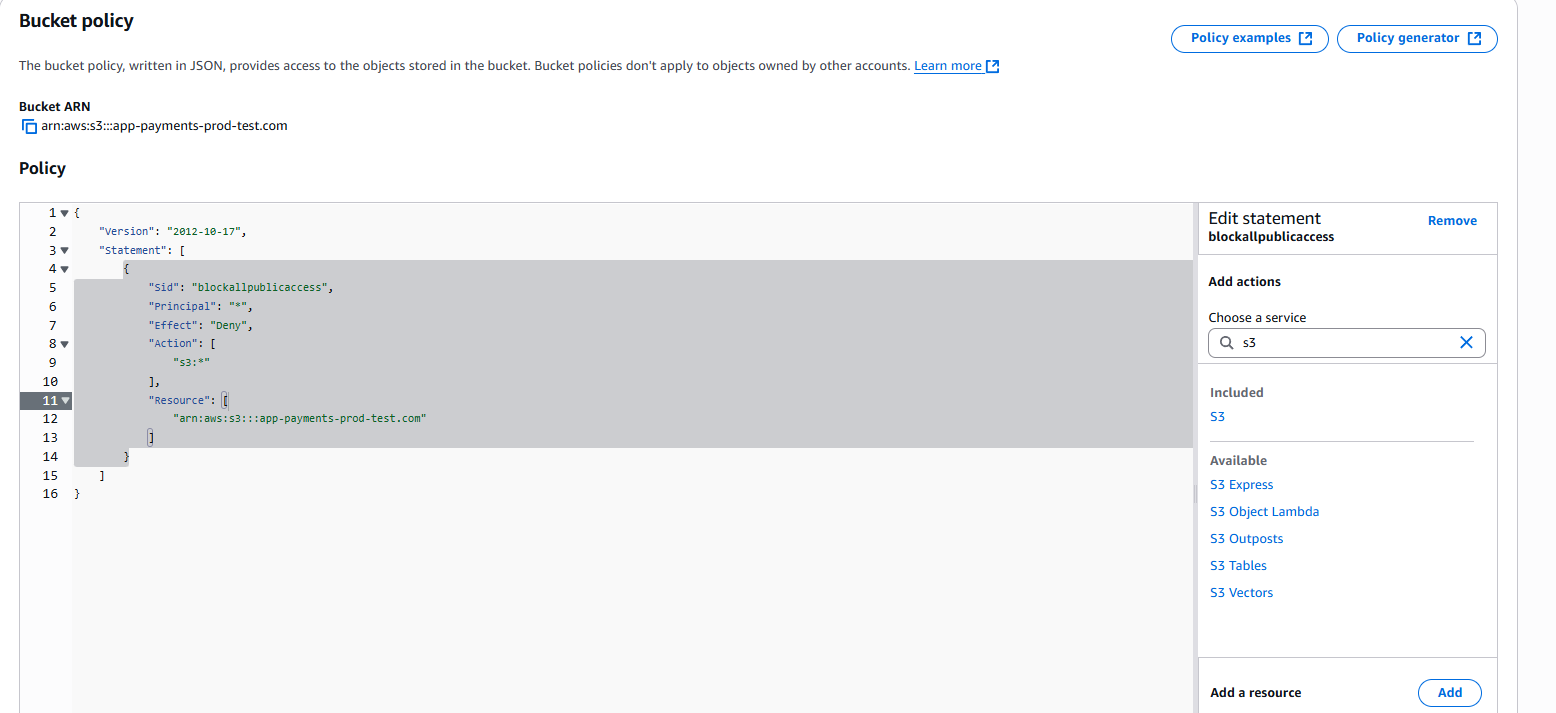 Bucket policy
Policy examples
Policy generator
The bucket policy, written in JSON, provides access to the objects stored in the bucket. Bucket policies don't apply to objects owned by other accounts. Learn more
Bucket ARN
arn:aws:s3:::app-payments-prod-test.com
Policy
1 {
2 "Version": "2012-10-17",
3 "Statement": [
4 {
5 "Sid": "blockallpublicaccess",
6 "Principal": "*",
7 "Effect": "Deny",
8 "Action": [
9 "s3:*"
10 ],
11 "Resource": [
12 "arn:aws:s3:::app-payments-prod-test.com"
13 ]
14 }
15 ]
16 }
Edit statement
Remove
blockallpublicaccess
Add actions
Choose a service
s3
Included
S3
Available
S3 Express
S3 Object Lambda
S3 Outposts
S3 Tables
S3 Vectors
Add a resource
Add